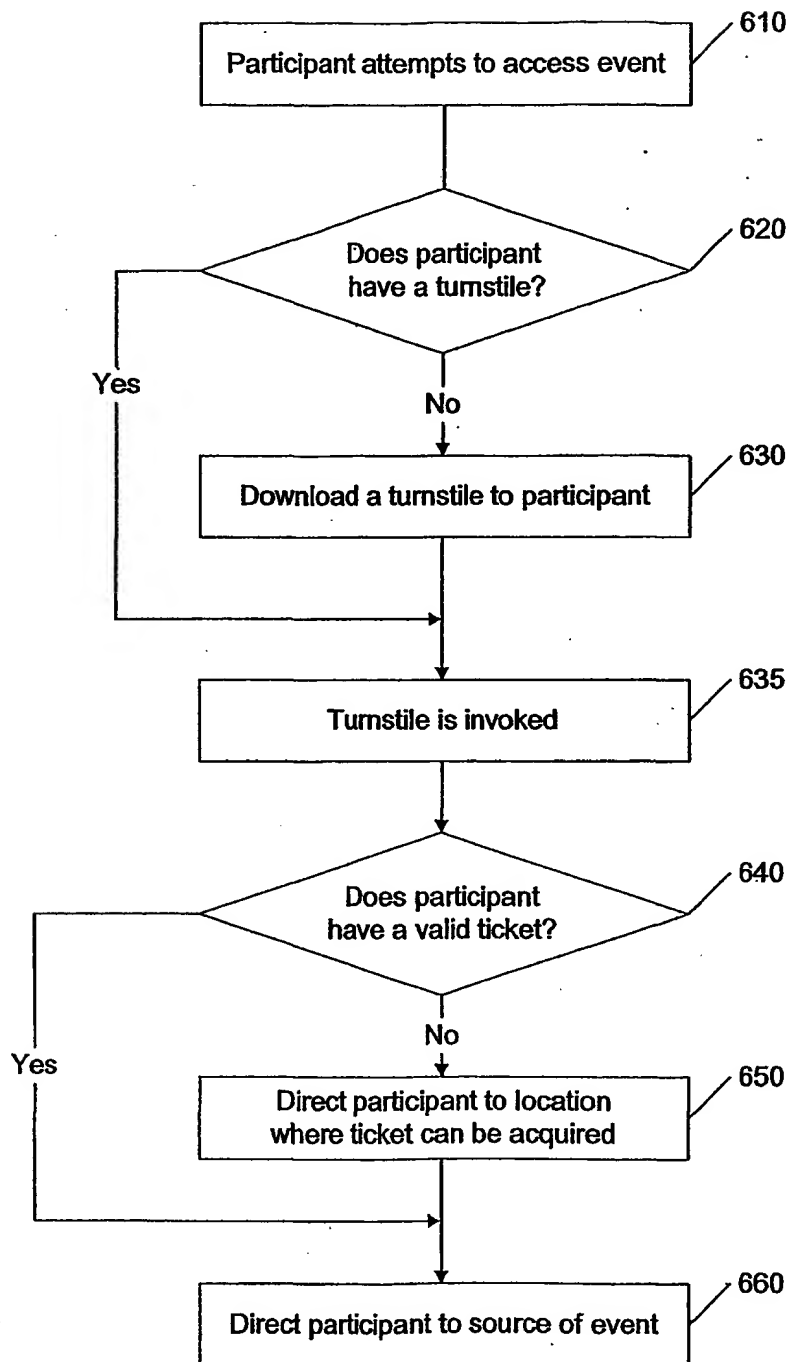 610
Participant attempts to access event
620
Does participant
have a turnstile?
Yes
No
630
Download a turnstile to participant
635
Turnstile is invoked
640
Does participant
have a valid ticket?
No
Yes
650
Direct participant to location
where ticket can be acquired
660
Direct participant to source of event